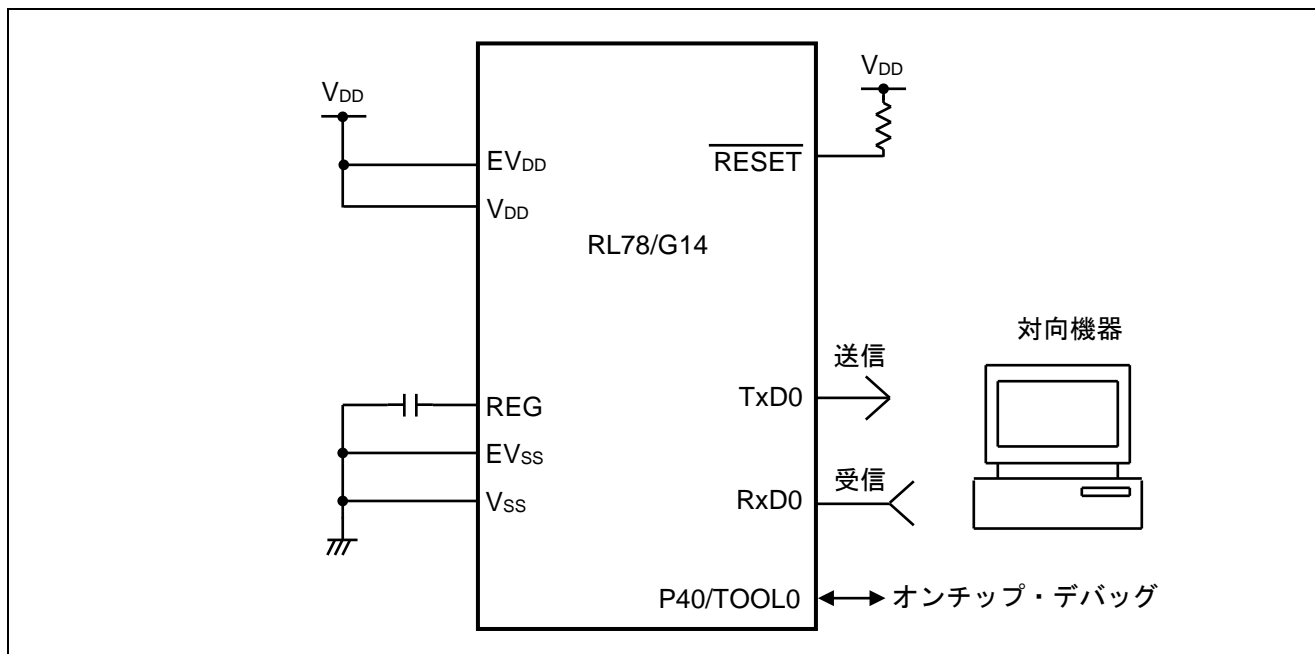 VDD
EVDD
VDD
REG
EVSS
VSS
RL78/G14
VDD
RESET
TxD0
送信
RxD0
受信
対向機器
P40/TOOL0
オンチップ・デバッグ